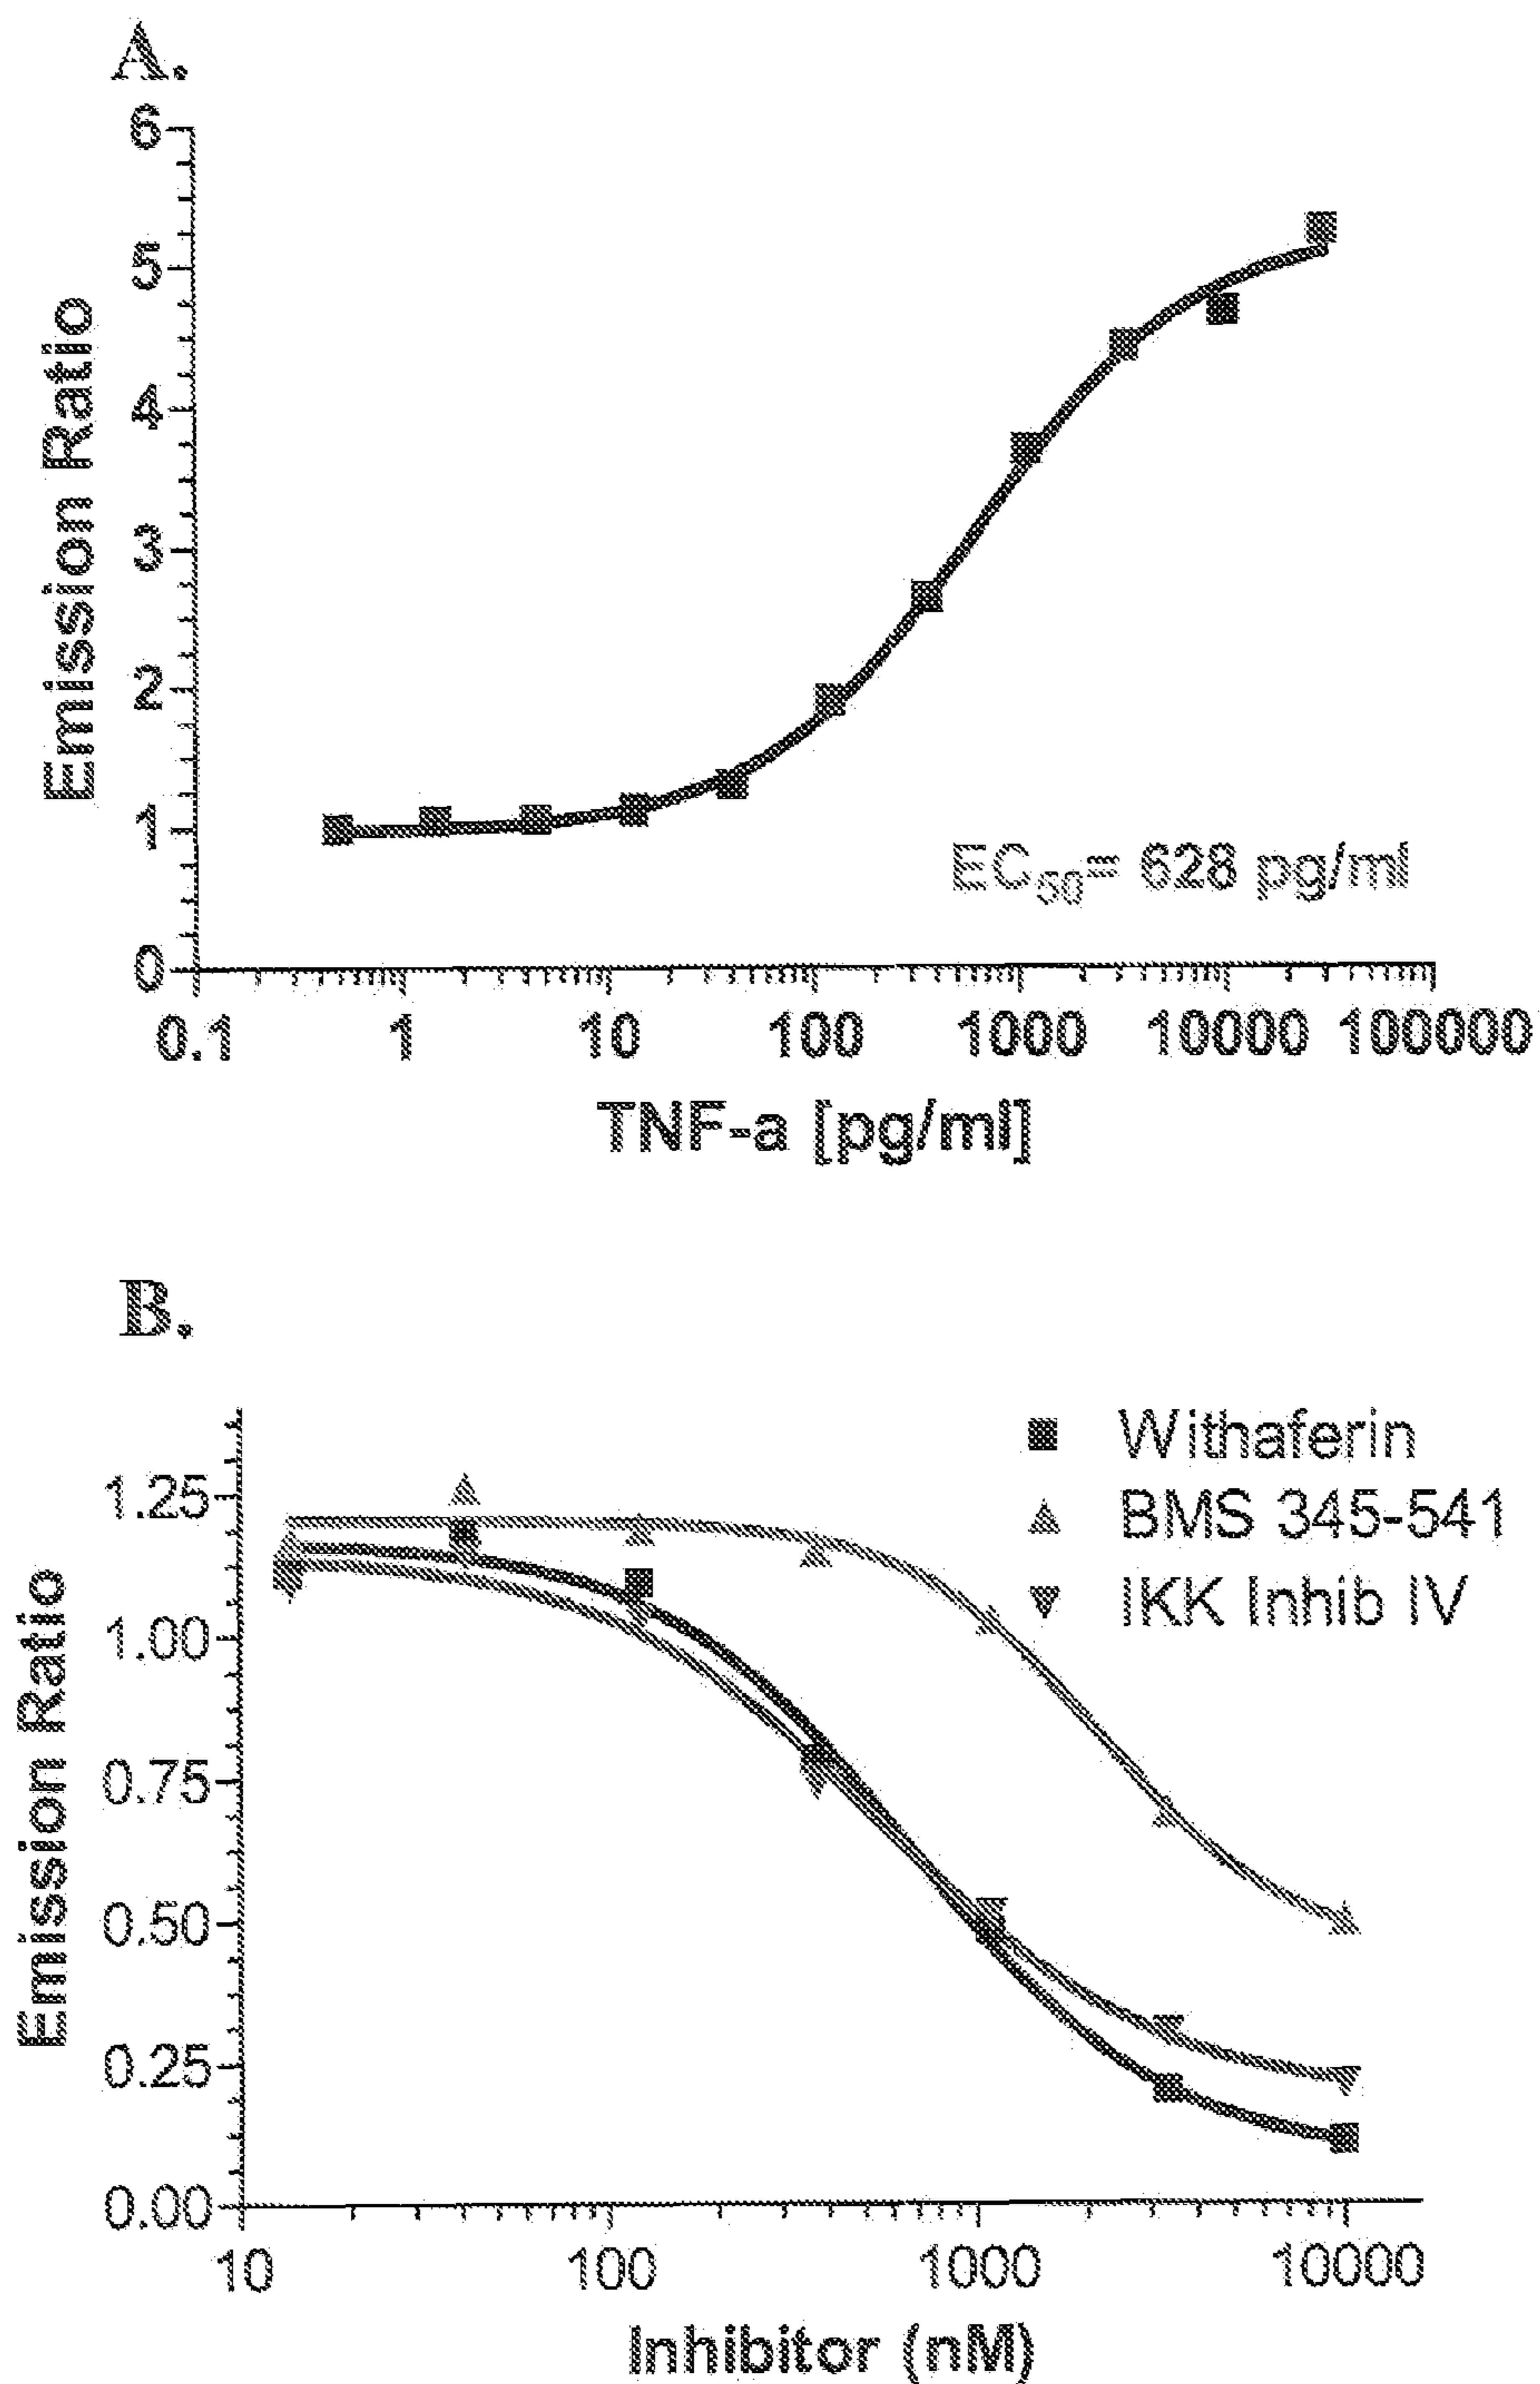 A.
6
5
4
3
2
1
0
Emission Ratio
EC50= 628 pg/ml
0.1 1 10 100 1000 10000 100000
TNF-a [pg/ml]
B.
Withaferin
BMS 345-541
IKK Inhib IV
1.25
1.00
0.75
0.50
0.25
0.00
Emission Ratio
10 100 1000 10000
Inhibitor (nM)